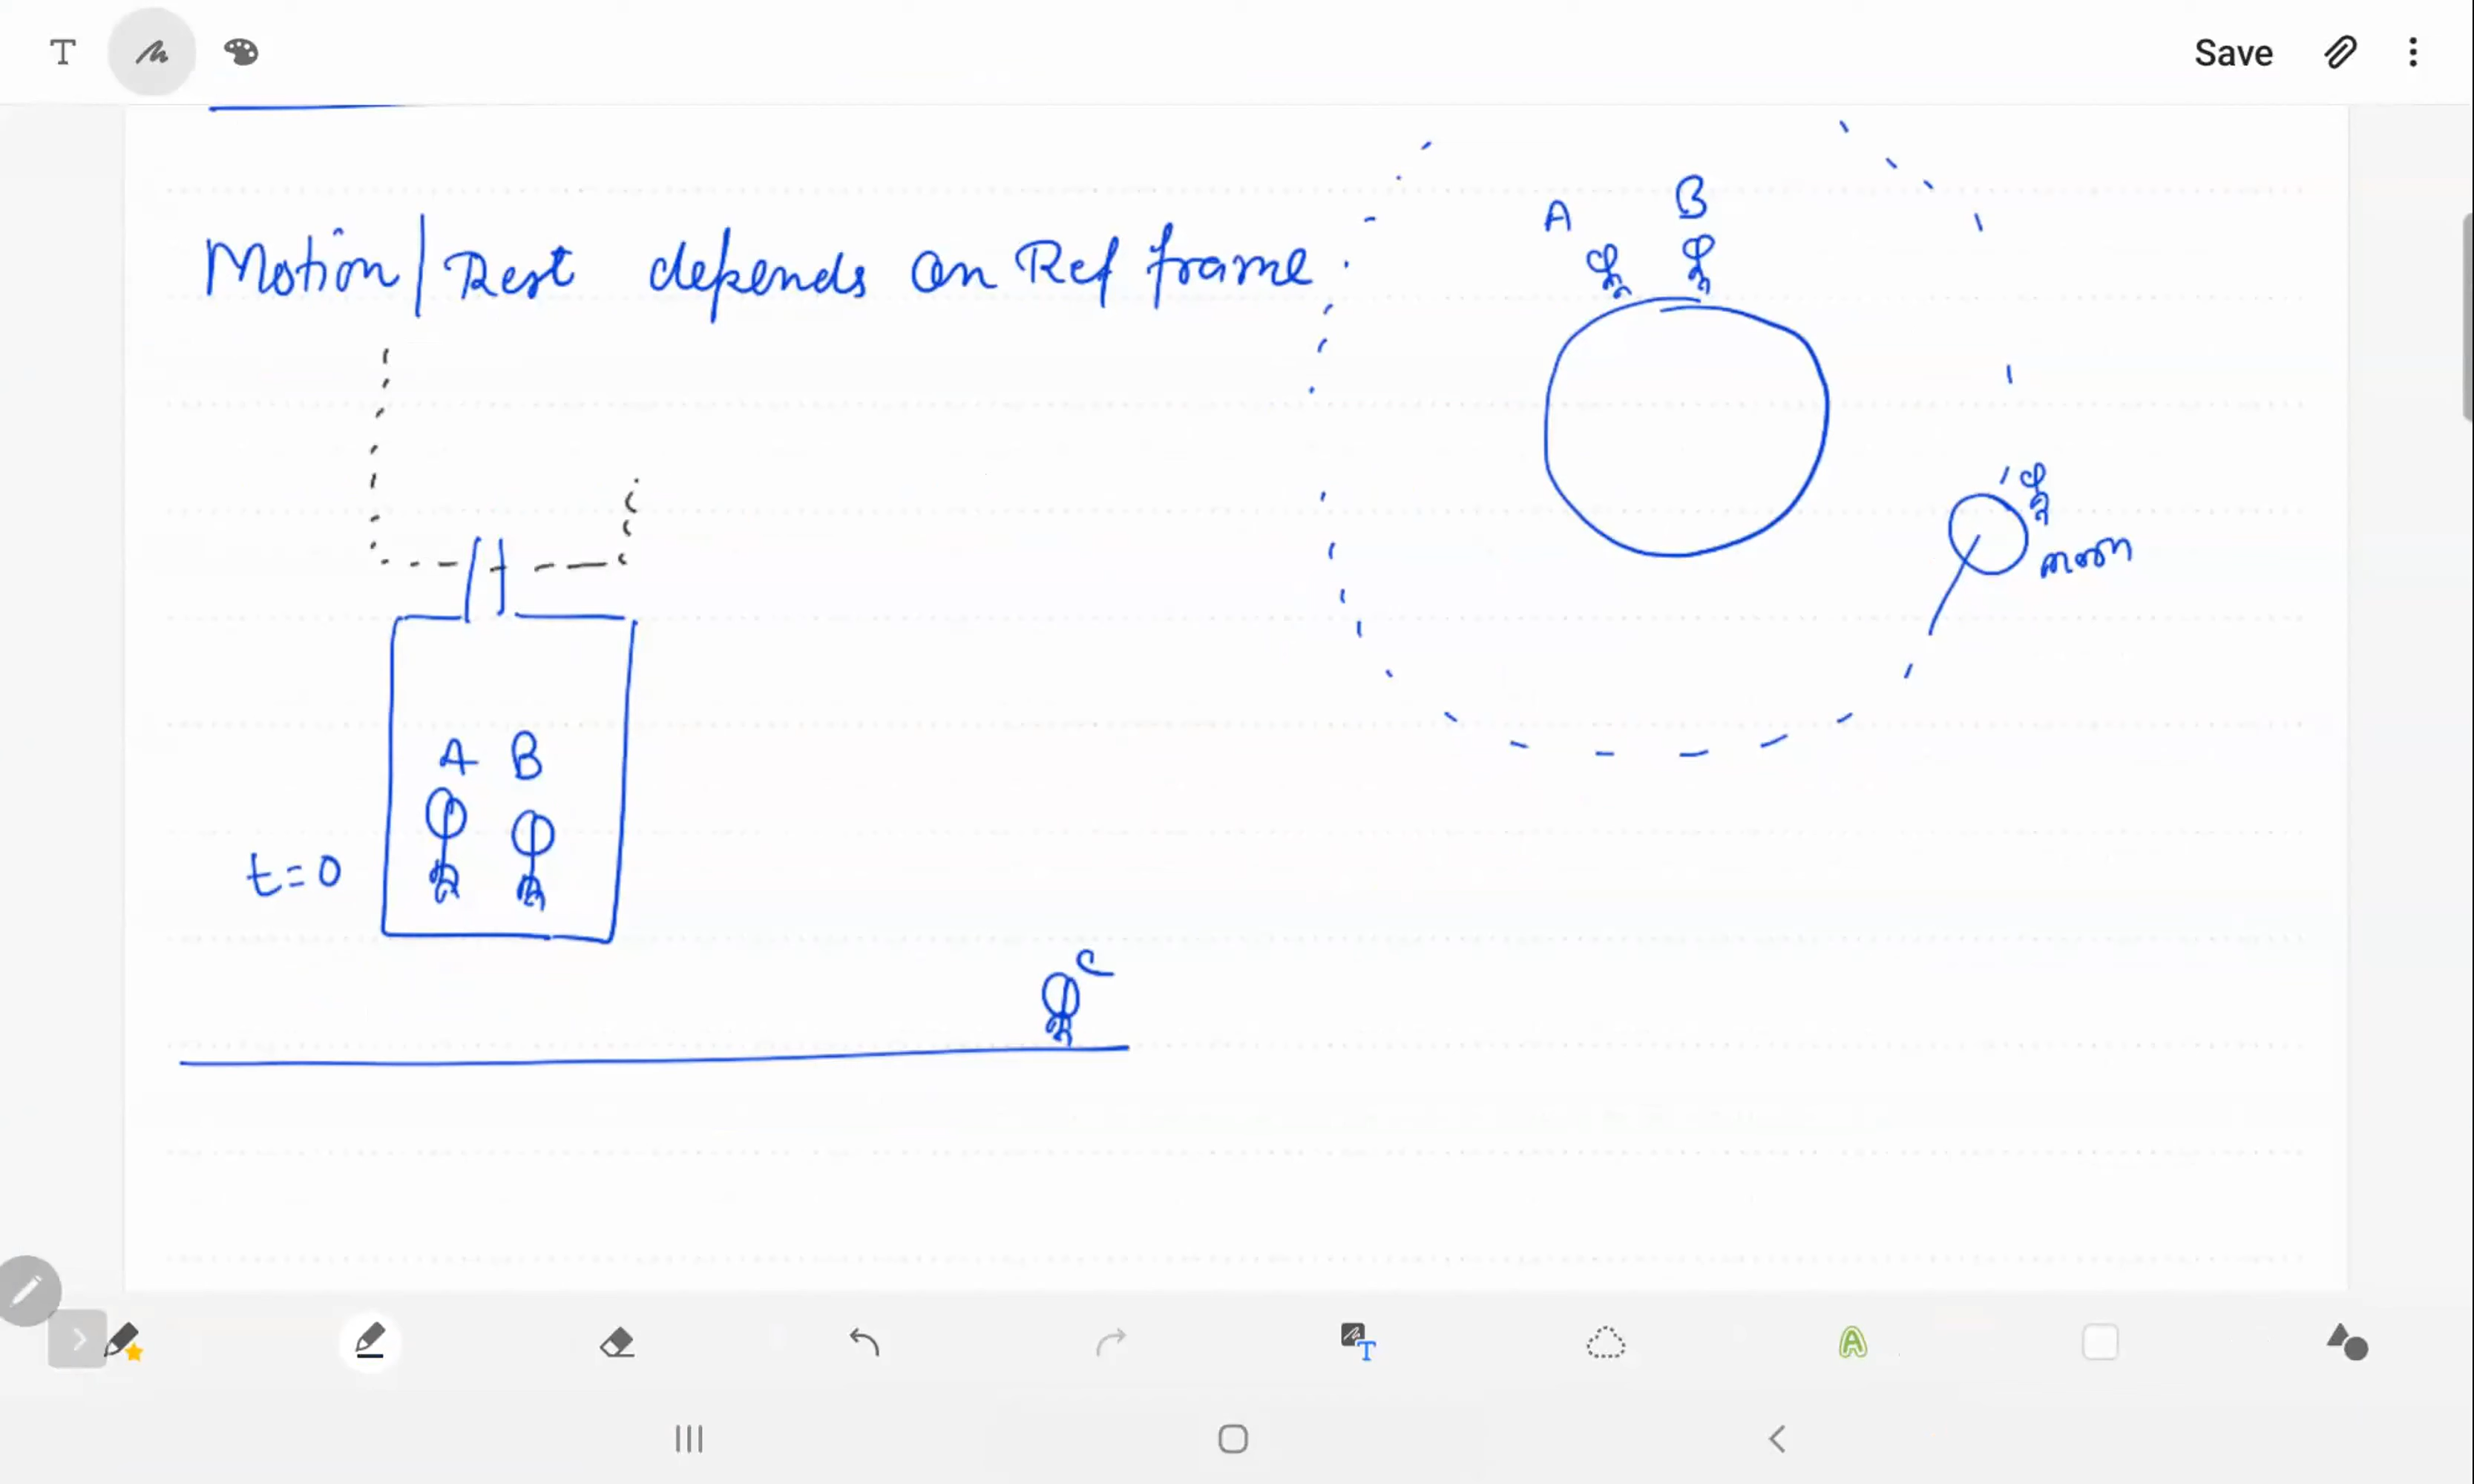 T Save
A B
Motion | Rest depends on Ref frame.
moon
A B
t=0
C
T A